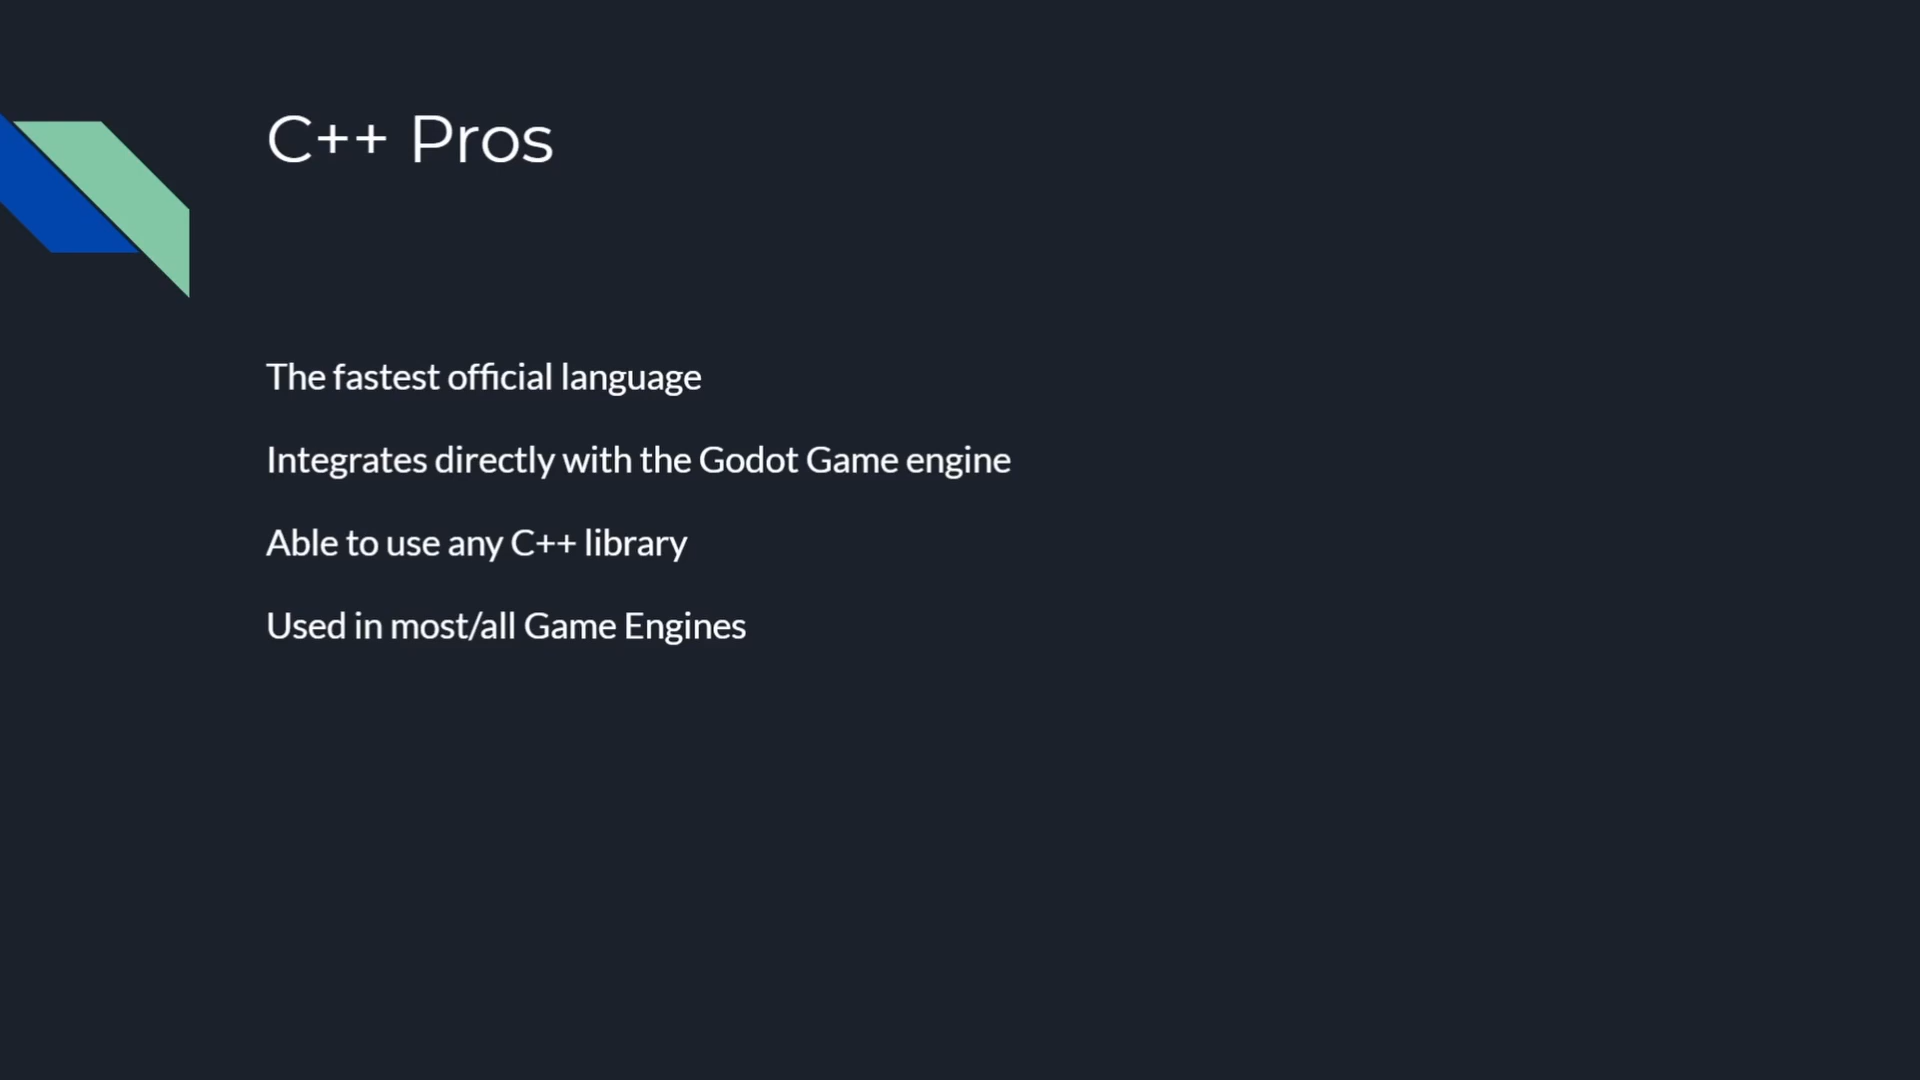 C++ Pros
The fastest official language
Integrates directly with the Godot Game engine
Able to use any C++ library
Used in most/all Game Engines